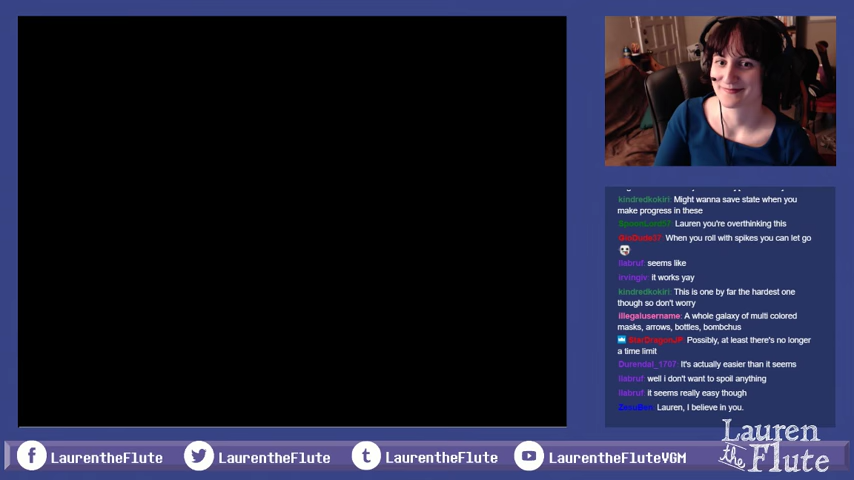 kindredkokiri: Might wanna save state when you
make progress in these
Lauren you're overthinking this
When you roll with spikes you can let go
liabruf: seems like
irvingiv: it works yay
kindredkokiri: This is one by far the hardest one
though so don't worry
illegalusername: A whole galaxy of multi colored
masks, arrows, bottles, bombchus
StarDragonJP: Possibly, at least there's no longer
a time limit
Durendal_1707: It's actually easier than it seems
liabruf: well i don't want to spoil anything
liabruf: it seems really easy though
Lauren, I believe in you.
Lauren
the Flute
LaurentheFlute
LaurentheFlute
LaurentheFlute
LaurentheFluteVGM